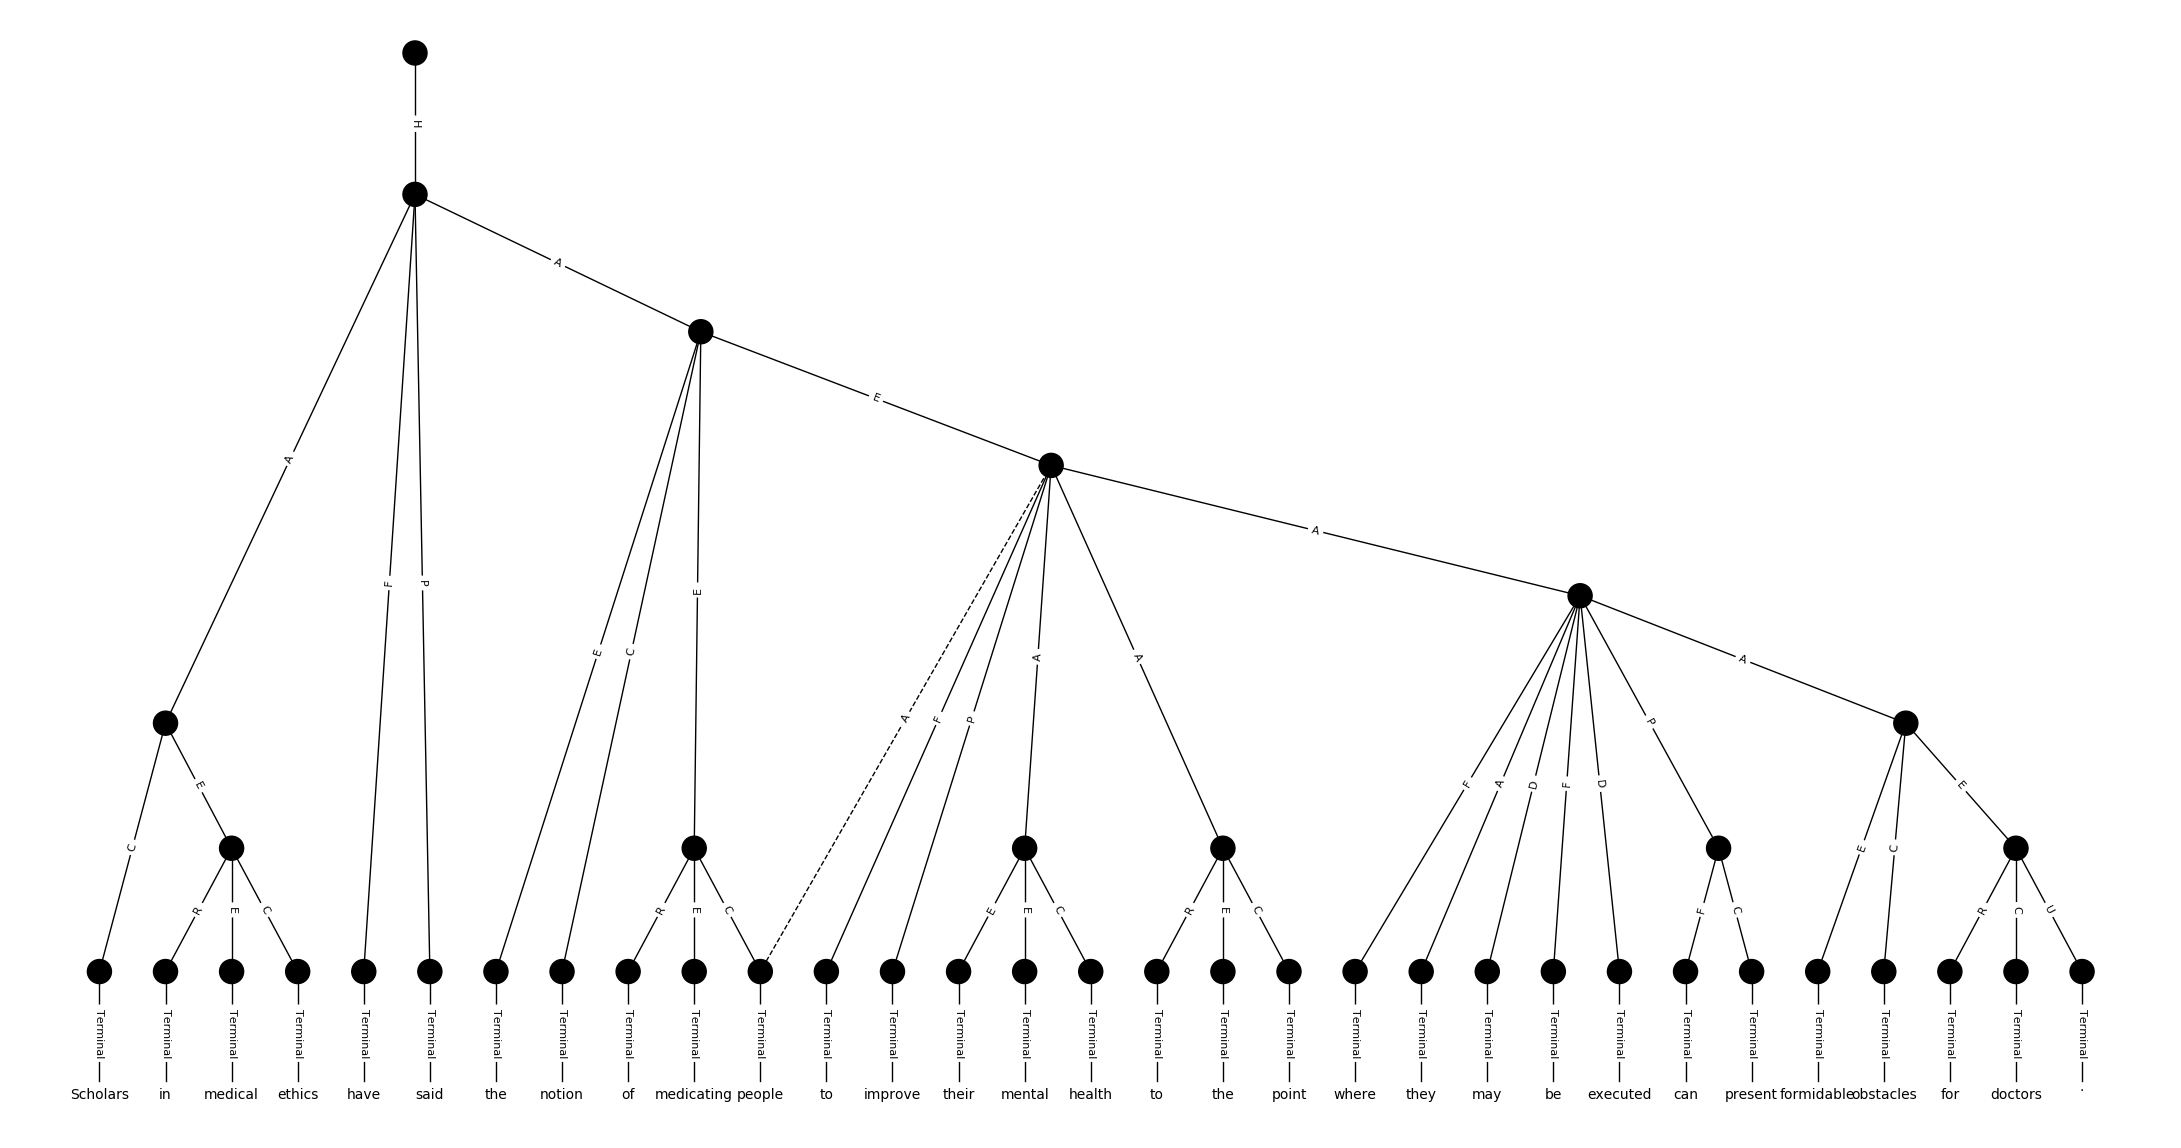 H
A
E
A
A
F
P
E
C
E
A
F
P
A
A
F
A
D
F
D
P
A
C
E
E
C
E
R
E
C
R
E
C
E
E
C
R
E
C
F
C
R
C
U
Terminal Terminal Terminal Terminal Terminal Terminal Terminal Terminal Terminal Terminal Terminal Terminal Terminal Terminal Terminal Terminal Terminal Terminal Terminal Terminal Terminal Terminal Terminal Terminal Terminal Terminal Terminal Terminal Terminal Terminal Terminal
Scholars in medical ethics have said the notion of medicating people to improve their mental health to the point where they may be executed can present formidable obstacles for doctors .